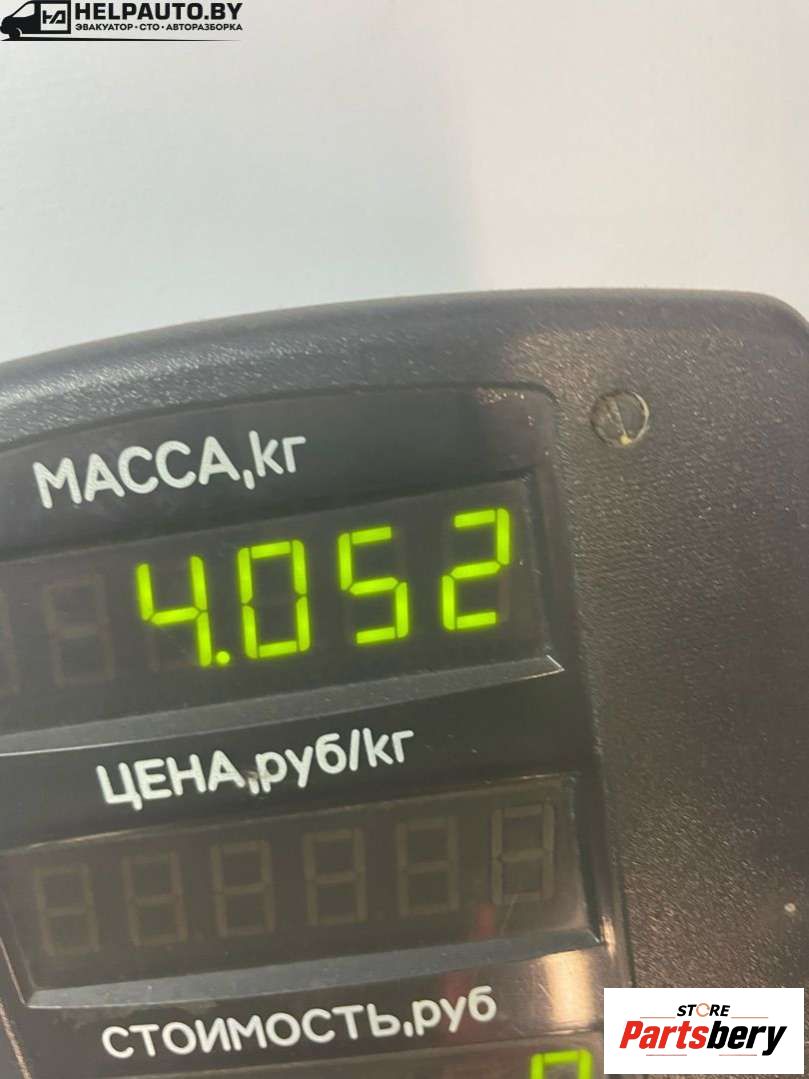 HELPAUTO.BY
ЭВАКУАТОР • СТО • АВТОРАЗБОРКА
МАССА,кг
4.052
ЦЕНА,руб/кг
СТОИМОСТЬ,руб
STORE
Partsbery